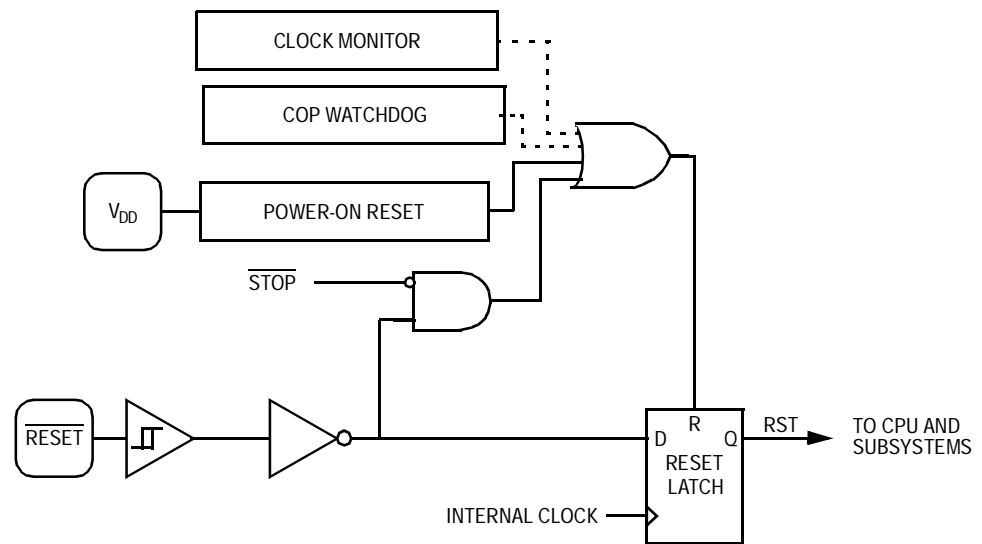 CLOCK MONITOR
COP WATCHDOG
VDD
POWER-ON RESET
STOP
RESET
D
R
Q
RESET
LATCH
RST
TO CPU AND
SUBSYSTEMS
INTERNAL CLOCK